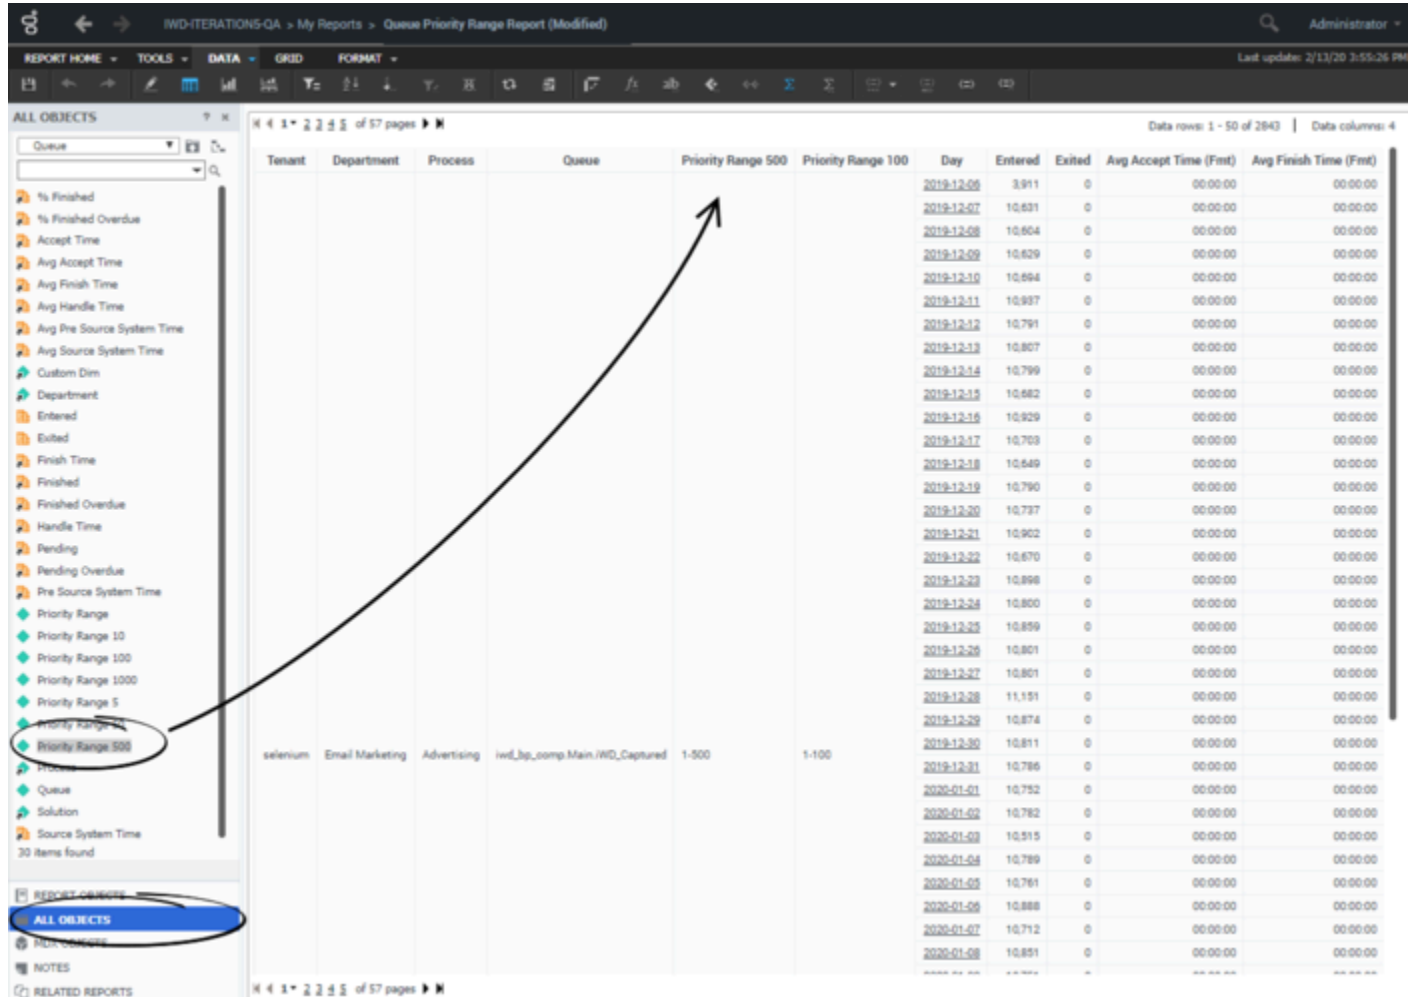 IWD-ITERATION5-QA > My Reports > Queue Priority Range Report (Modified)
Administrator
REPORT HOME TOOLS DATA GRID FORMAT
Last update: 2/13/20 3:55:26 PM
ALL OBJECTS ? ×
Queue
% Finished
% Finished Overdue
Accept Time
Avg Accept Time
Avg Finish Time
Avg Handle Time
Avg Pre Source System Time
Avg Source System Time
Custom Dim
Department
Entered
Exited
Finish Time
Finished
Finished Overdue
Handle Time
Pending
Pending Overdue
Pre Source System Time
Priority Range
Priority Range 10
Priority Range 100
Priority Range 1000
Priority Range 5
Priority Range
Priority Range 500
Process
Queue
Solution
Source System Time
30 items found
REPORT OBJECTS
ALL OBJECTS
MDX OBJECTS
NOTES
RELATED REPORTS
1 2 3 4 5 of 57 pages
Data rows: 1 - 50 of 2843 | Data columns: 4
Tenant Department Process Queue Priority Range 500 Priority Range 100 Day Entered Exited Avg Accept Time (Fmt) Avg Finish Time (Fmt)
2019-12-06 3,911 0 00:00:00 00:00:00
2019-12-07 10,631 0 00:00:00 00:00:00
2019-12-08 10,604 0 00:00:00 00:00:00
2019-12-09 10,629 0 00:00:00 00:00:00
2019-12-10 10,694 0 00:00:00 00:00:00
2019-12-11 10,937 0 00:00:00 00:00:00
2019-12-12 10,791 0 00:00:00 00:00:00
2019-12-13 10,807 0 00:00:00 00:00:00
2019-12-14 10,799 0 00:00:00 00:00:00
2019-12-15 10,682 0 00:00:00 00:00:00
2019-12-16 10,929 0 00:00:00 00:00:00
2019-12-17 10,703 0 00:00:00 00:00:00
2019-12-18 10,649 0 00:00:00 00:00:00
2019-12-19 10,790 0 00:00:00 00:00:00
2019-12-20 10,737 0 00:00:00 00:00:00
2019-12-21 10,902 0 00:00:00 00:00:00
2019-12-22 10,670 0 00:00:00 00:00:00
2019-12-23 10,898 0 00:00:00 00:00:00
2019-12-24 10,800 0 00:00:00 00:00:00
2019-12-25 10,859 0 00:00:00 00:00:00
2019-12-26 10,801 0 00:00:00 00:00:00
2019-12-27 10,801 0 00:00:00 00:00:00
2019-12-28 11,151 0 00:00:00 00:00:00
2019-12-29 10,874 0 00:00:00 00:00:00
2019-12-30 10,811 0 00:00:00 00:00:00
selenium Email Marketing Advertising iwd_bp_comp.Main.iWD_Captured 1-500 1-100
2019-12-31 10,786 0 00:00:00 00:00:00
2020-01-01 10,752 0 00:00:00 00:00:00
2020-01-02 10,782 0 00:00:00 00:00:00
2020-01-03 10,515 0 00:00:00 00:00:00
2020-01-04 10,789 0 00:00:00 00:00:00
2020-01-05 10,761 0 00:00:00 00:00:00
2020-01-06 10,888 0 00:00:00 00:00:00
2020-01-07 10,712 0 00:00:00 00:00:00
2020-01-08 10,851 0 00:00:00 00:00:00
1 2 3 4 5 of 57 pages